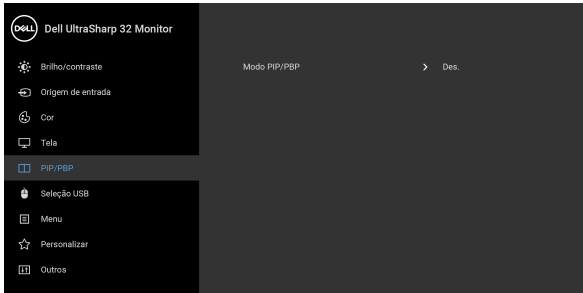 DELL
Dell UltraSharp 32 Monitor
Brilho/contraste
Modo PIP/PBP
Des.
Origem de entrada
Cor
Tela
PIP/PBP
Seleção USB
Menu
Personalizar
Outros